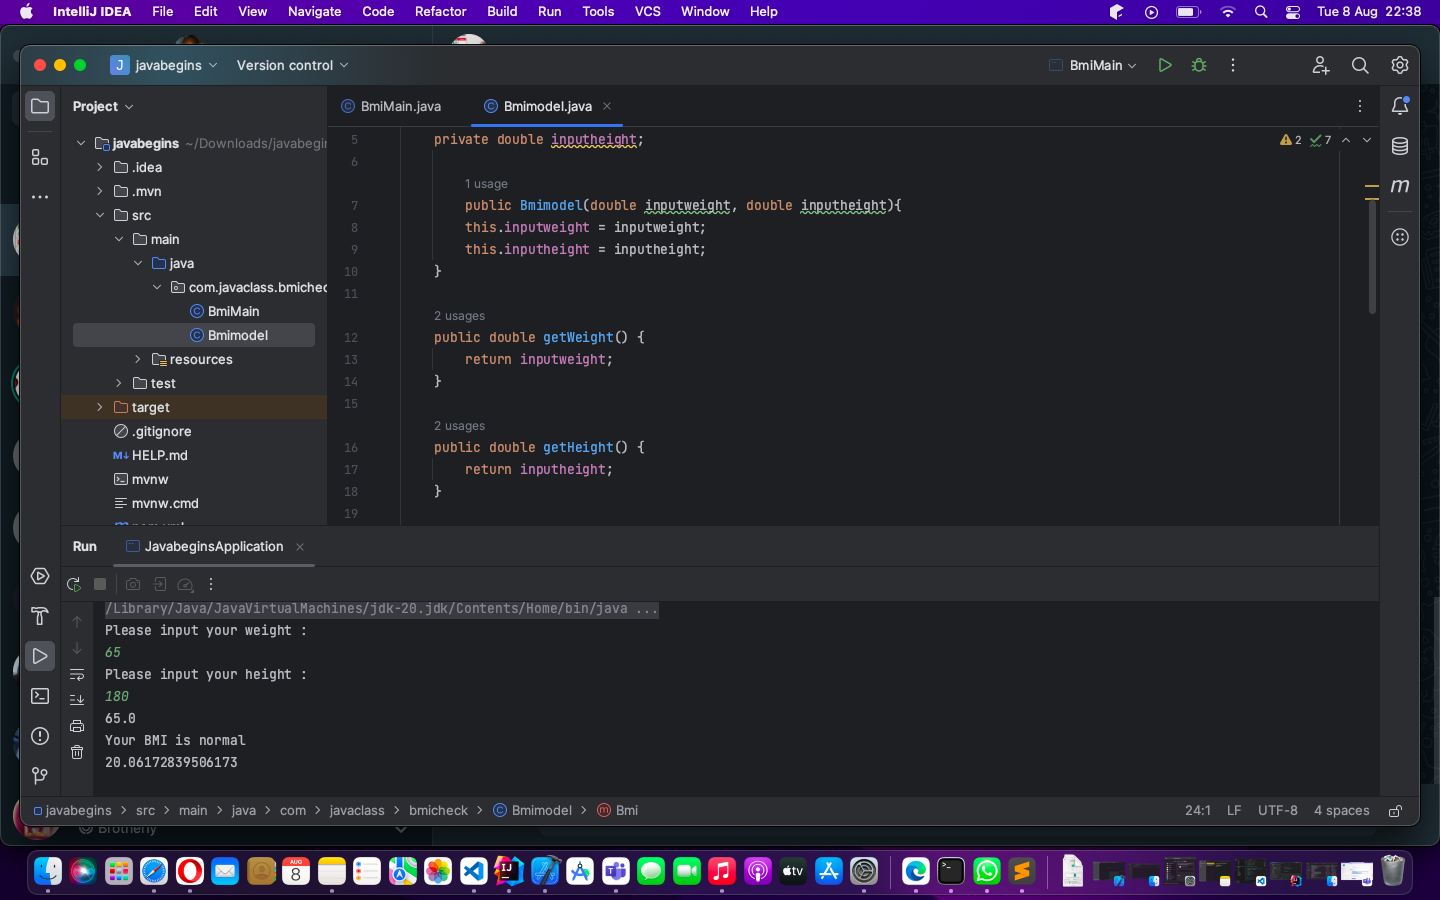 IntelliJ IDEA File Edit View Navigate Code Refactor Build Run Tools VCS Window Help Tue 8 Aug 22:38
J javabegins Version control BmiMain
Project BmiMain.java Bmimodel.java
javabegins ~/Downloads/javabegin
.idea
.mvn
src
main
java
com.javaclass.bmichec
BmiMain
Bmimodel
resources
test
target
.gitignore
M↓ HELP.md
mvnw
mvnw.cmd
2 7
m
5 private double inputheight;
6
1 usage
7 public Bmimodel(double inputweight, double inputheight){
8 this.inputweight = inputweight;
9 this.inputheight = inputheight;
10 }
11
2 usages
12 public double getWeight() {
13 return inputweight;
14 }
15
2 usages
16 public double getHeight() {
17 return inputheight;
18 }
19
Run JavabeginsApplication
/Library/Java/JavaVirtualMachines/jdk-20.jdk/Contents/Home/bin/java ...
Please input your weight :
65
Please input your height :
180
65.0
Your BMI is normal
20.06172839506173
javabegins > src > main > java > com > javaclass > bmicheck > Bmimodel > m Bmi 24:1 LF UTF-8 4 spaces
Brotherly
AUG
8
tv